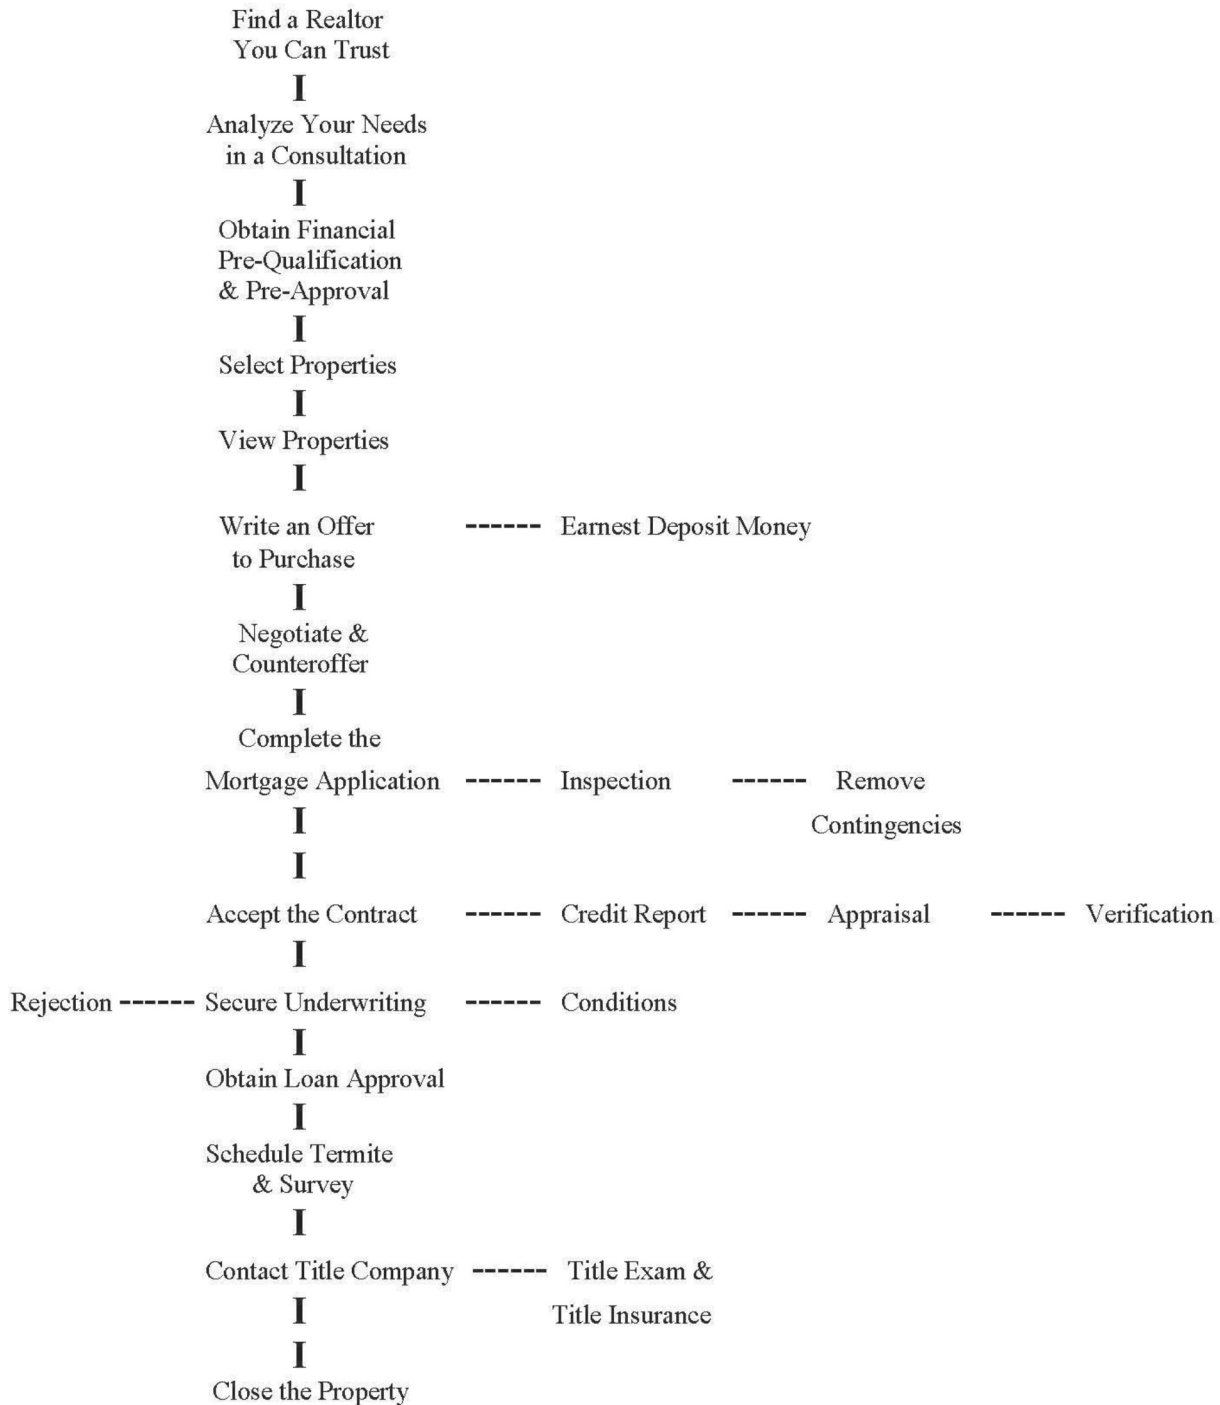 Find a Realtor
You Can Trust
I
Analyze Your Needs
in a Consultation
I
Obtain Financial
Pre-Qualification
& Pre-Approval
I
Select Properties
I
View Properties
I
Write an Offer ------ Earnest Deposit Money
to Purchase
I
Negotiate &
Counteroffer
I
Complete the
Mortgage Application ------ Inspection ------ Remove
I Contingencies
I
Accept the Contract ------ Credit Report ------ Appraisal ------ Verification
I
Rejection ------ Secure Underwriting ------ Conditions
I
Obtain Loan Approval
I
Schedule Termite
& Survey
I
Contact Title Company ------ Title Exam &
I Title Insurance
I
Close the Property